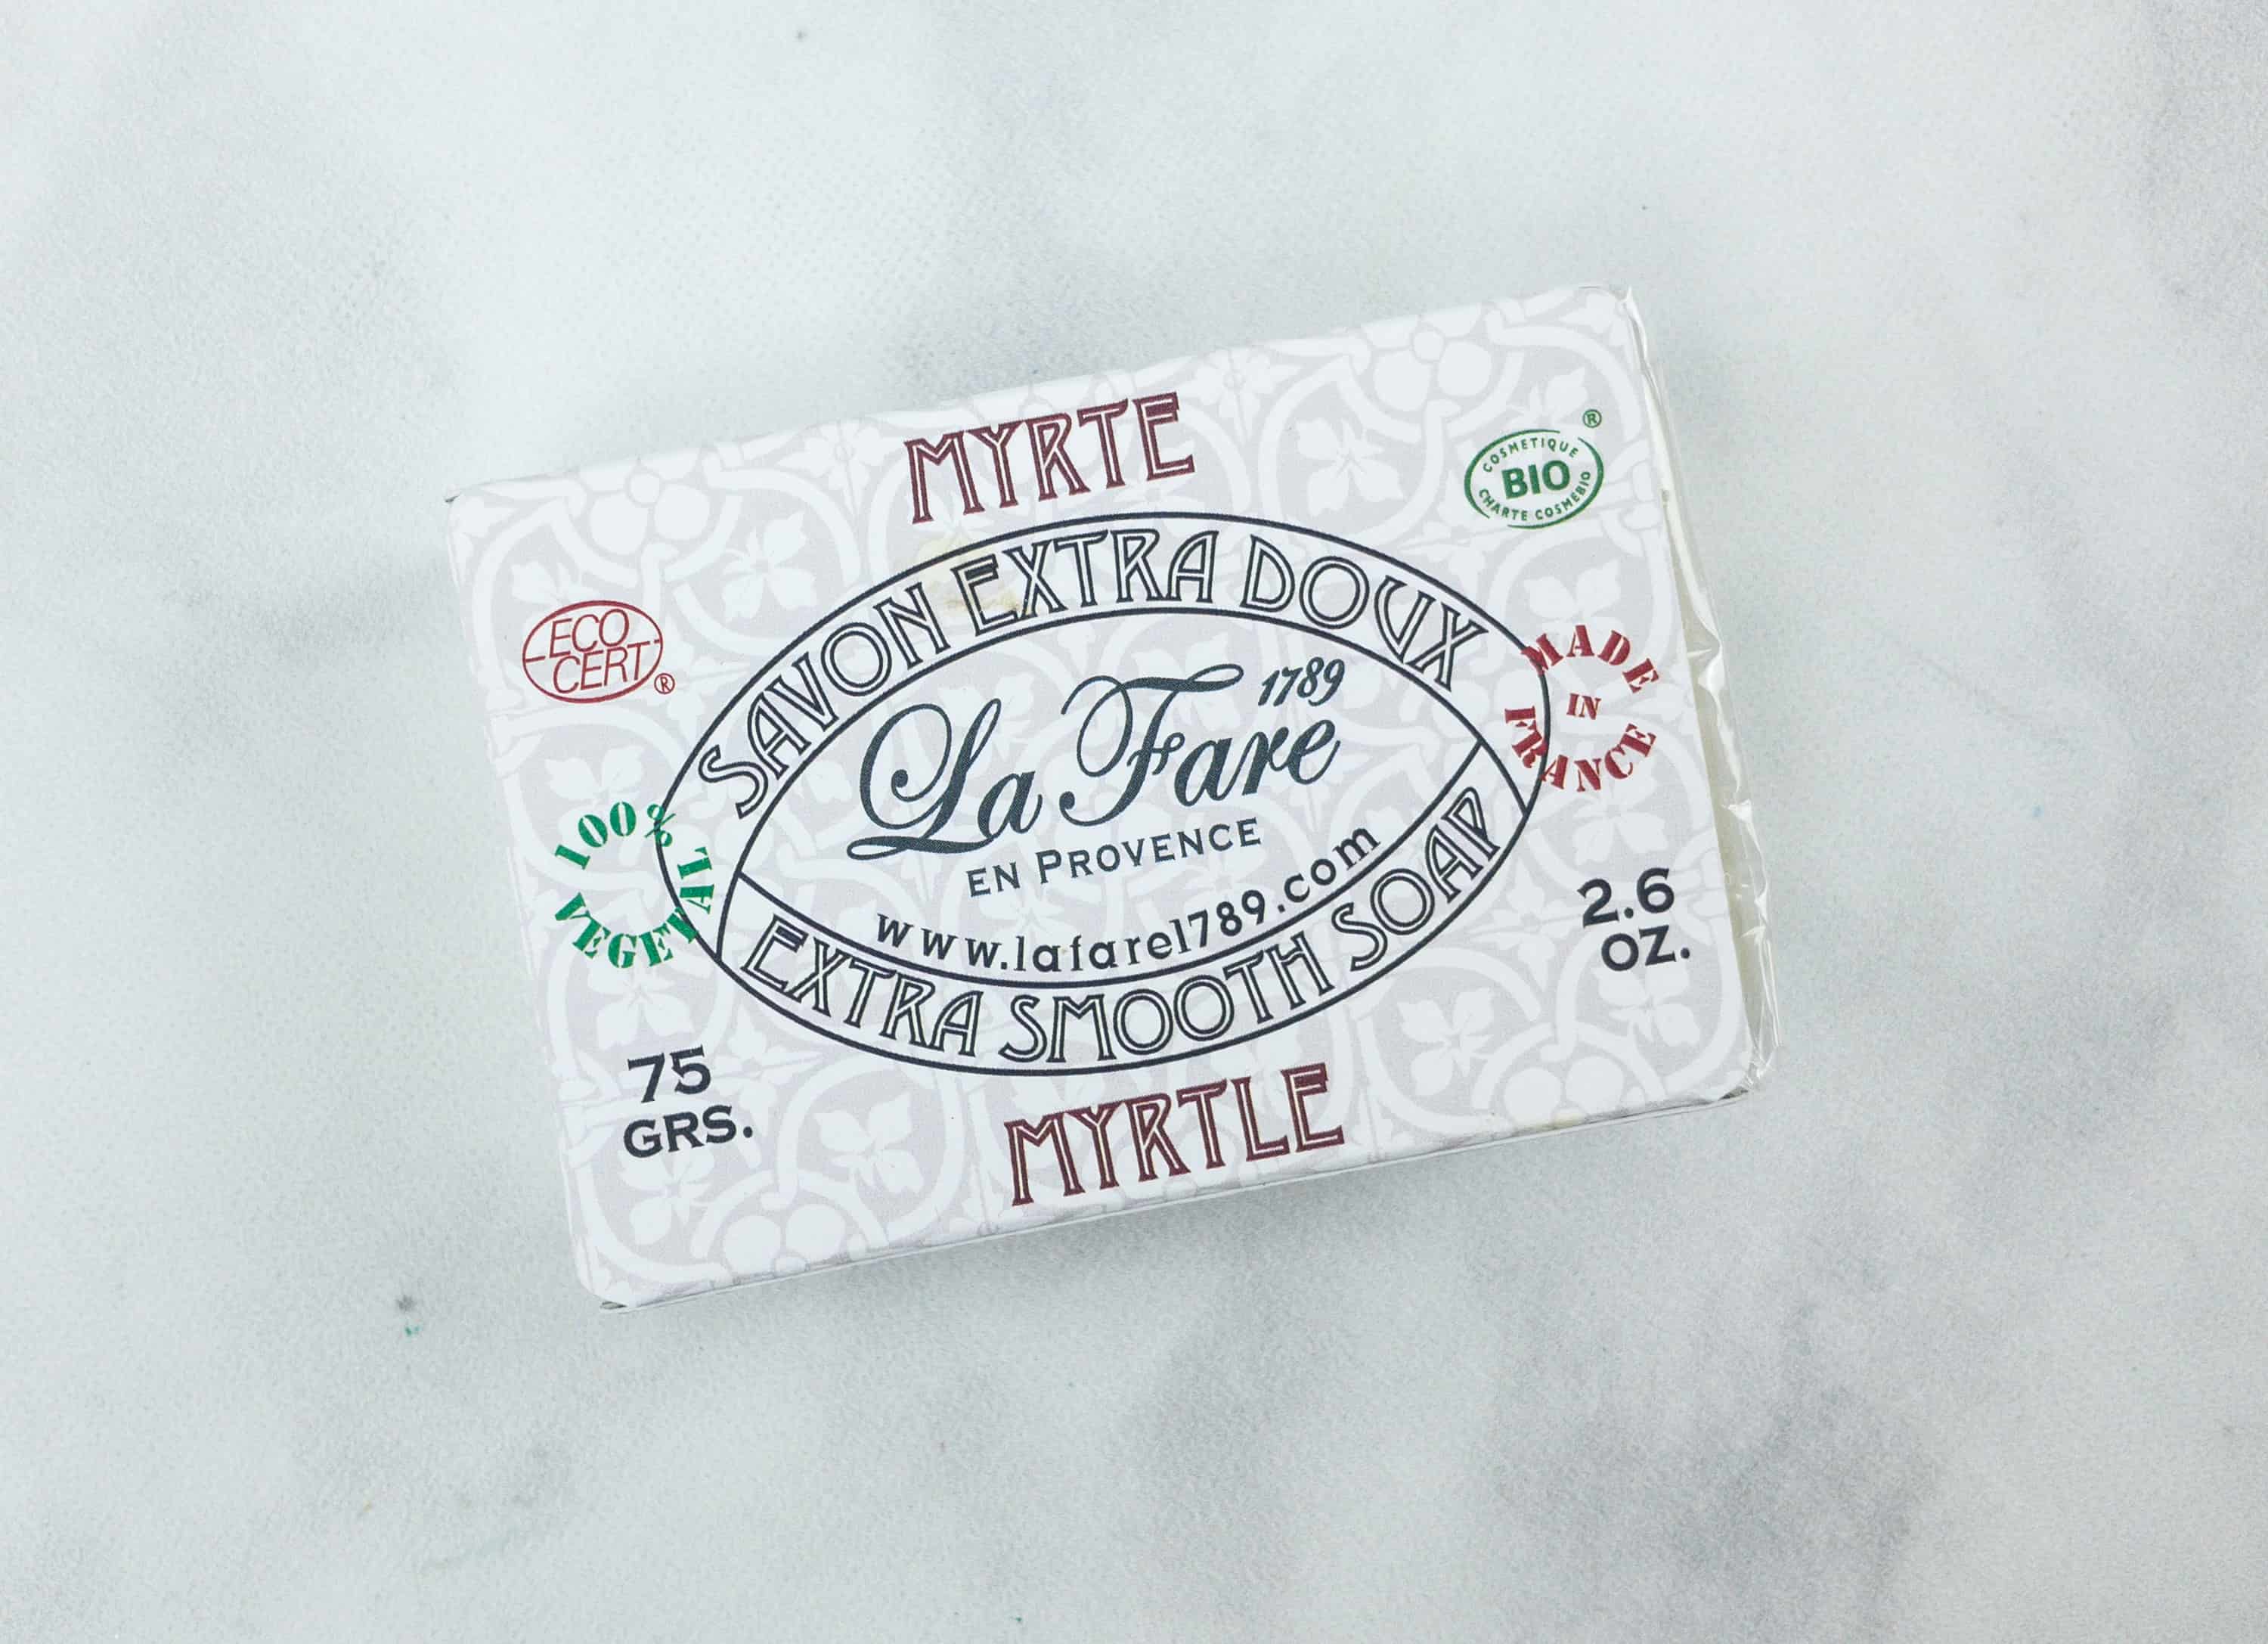 MYRTE
COSMETIQUE
BIO
CHARTE COSMEBIO
®
ECO
CERT
®
SAVON EXTRA DOUX
1789
La Fare
EN PROVENCE
www.lafare1789.com
EXTRA SMOOTH SOAP
MADE
IN
FRANCE
100%
VEGETAL
2.6
OZ.
75
GRS.
MYRTLE